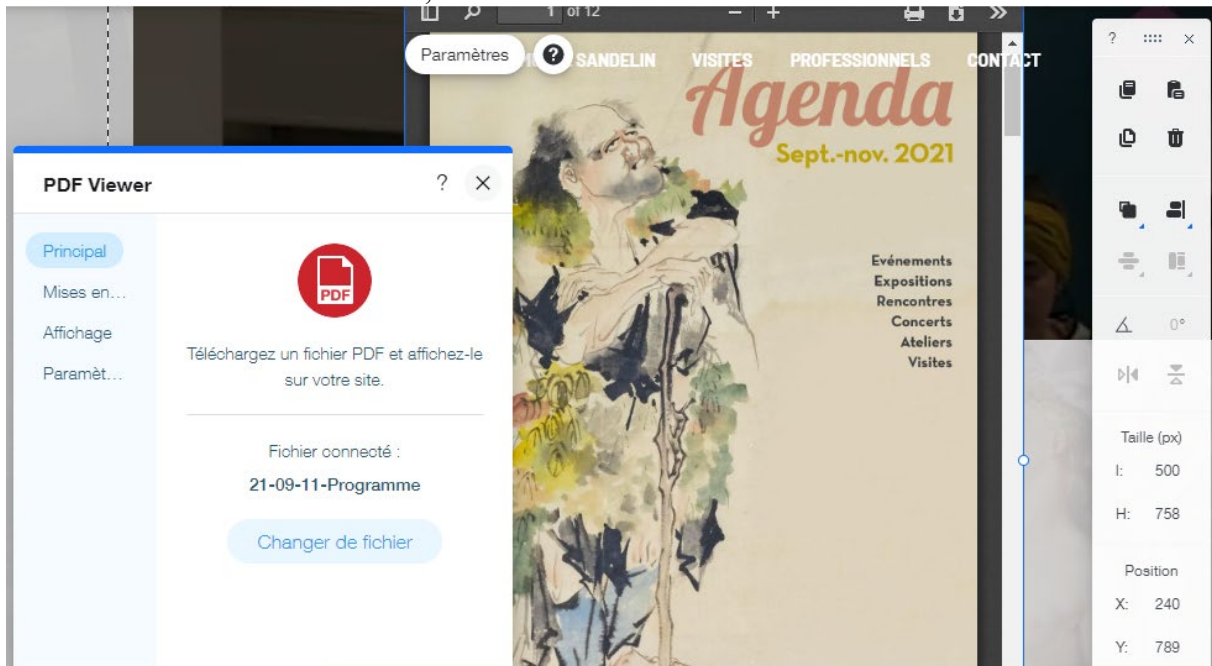 1 of 12
Paramètres
?
SANDELIN VISITES PROFESSIONNELS CONTACT
Agenda
Sept.-nov. 2021
Evénements
Expositions
Rencontres
Concerts
Ateliers
Visites
PDF Viewer ? ×
Principal
Mises en...
Affichage
Paramèt...
PDF
Téléchargez un fichier PDF et affichez-le
sur votre site.
Fichier connecté :
21-09-11-Programme
Changer de fichier
? ×
0°
Taille (px)
l: 500
H: 758
Position
X: 240
Y: 789